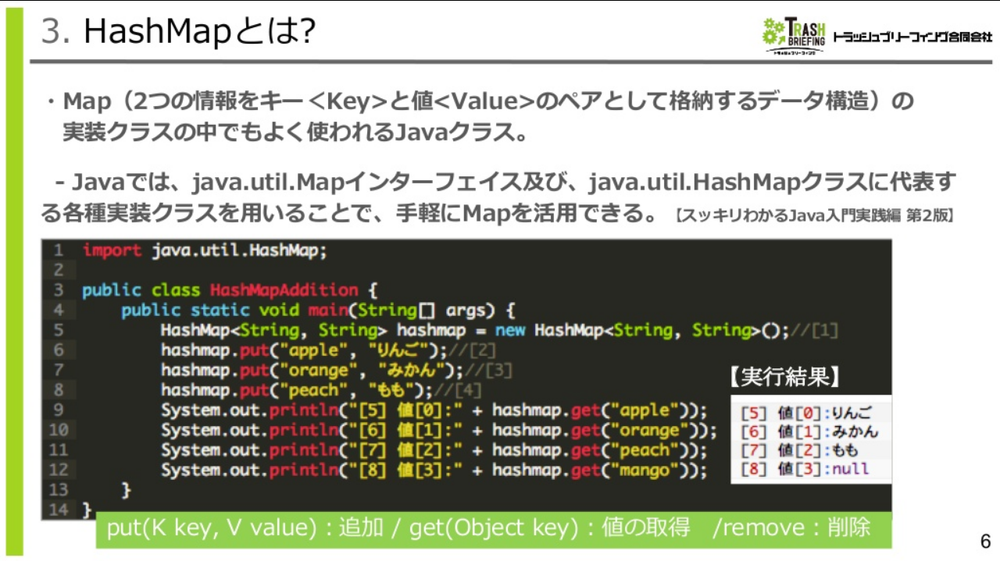 3. HashMapとは?
TRASH
BRIEFING
トラッシュブリーフィング
トラッシュブリーフィング合同会社
・Map（2つの情報をキー<Key>と値<Value>のペアとして格納するデータ構造）の
実装クラスの中でもよく使われるJavaクラス。
- Javaでは、java.util.Mapインターフェイス及び、java.util.HashMapクラスに代表す
る各種実装クラスを用いることで、手軽にMapを活用できる。【スッキリわかるJava入門実践編 第2版】
1 import java.util.HashMap;
2
3 public class HashMapAddition {
4 public static void main(String[] args) {
5 HashMap<String, String> hashmap = new HashMap<String, String>();//[1]
6 hashmap.put("apple", "りんご");//[2]
7 hashmap.put("orange", "みかん");//[3]
8 hashmap.put("peach", "もも");//[4]
9 System.out.println("[5] 値[0]:" + hashmap.get("apple"));
10 System.out.println("[6] 値[1]:" + hashmap.get("orange"));
11 System.out.println("[7] 値[2]:" + hashmap.get("peach"));
12 System.out.println("[8] 値[3]:" + hashmap.get("mango"));
13 }
14 }
【実行結果】
[5] 値[0]:りんご
[6] 値[1]:みかん
[7] 値[2]:もも
[8] 値[3]:null
put(K key, V value)：追加 / get(Object key)：値の取得　/remove：削除
6